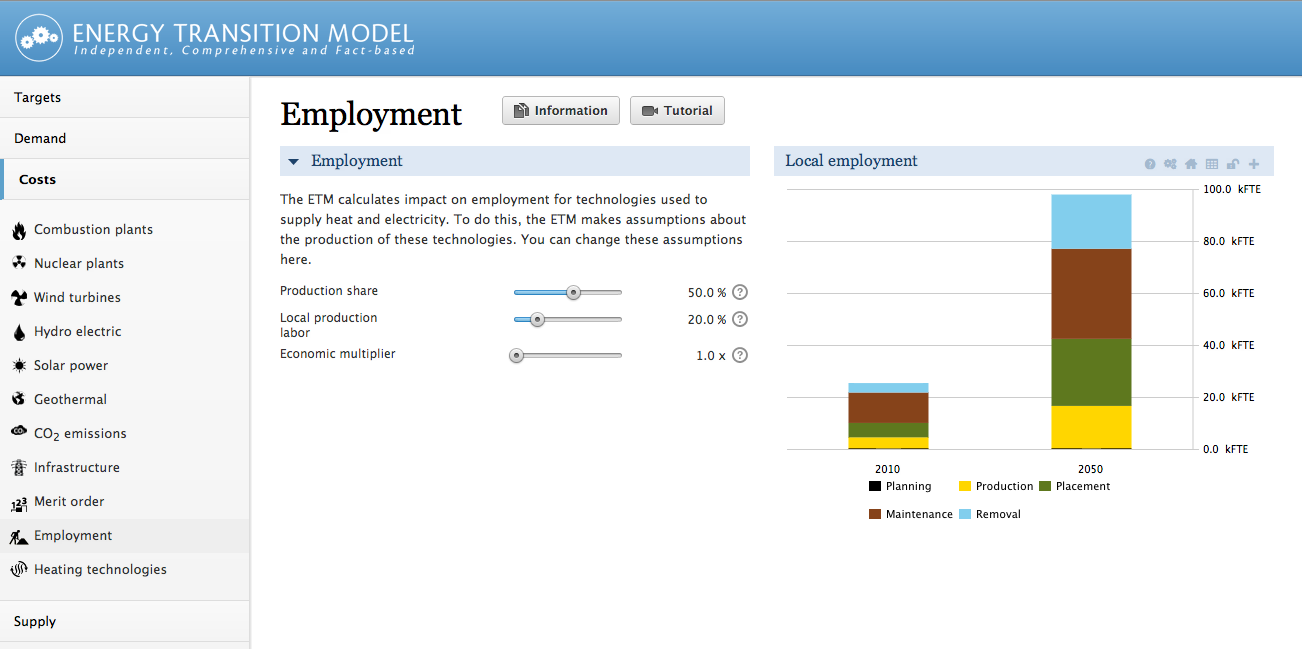 ENERGY TRANSITION MODEL
Independent, Comprehensive and Fact-based
Targets
Demand
Costs
Combustion plants
Nuclear plants
Wind turbines
Hydro electric
Solar power
Geothermal
CO2 emissions
Infrastructure
Merit order
Employment
Heating technologies
Supply
Employment
Information
Tutorial
Employment
The ETM calculates impact on employment for technologies used to
supply heat and electricity. To do this, the ETM makes assumptions about
the production of these technologies. You can change these assumptions
here.
Production share
50.0 %
Local production
labor
20.0 %
Economic multiplier
1.0 x
Local employment
100.0 kFTE
80.0 kFTE
60.0 kFTE
40.0 kFTE
20.0 kFTE
0.0 kFTE
2010
2050
Planning
Production
Placement
Maintenance
Removal